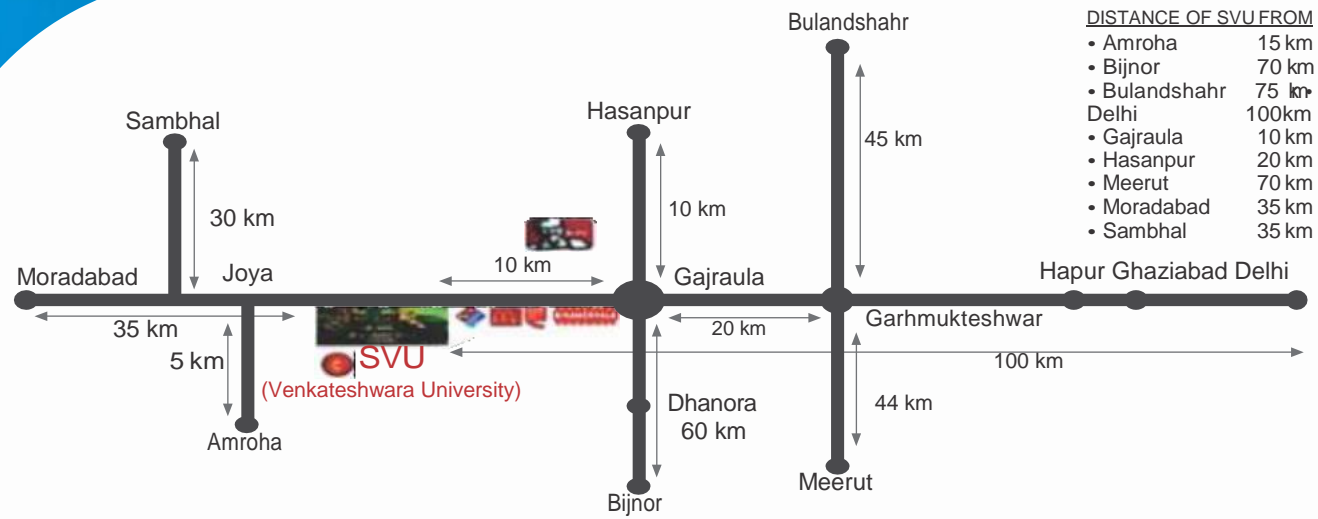 Bulandshahr
DISTANCE OF SVU FROM
• Amroha 15 km
• Bijnor 70 km
• Bulandshahr 75 km•
Delhi 100km
• Gajraula 10 km
• Hasanpur 20 km
• Meerut 70 km
• Moradabad 35 km
• Sambhal 35 km
Sambhal
Hasanpur
45 km
30 km
10 km
Moradabad
Joya
10 km
Gajraula
Hapur Ghaziabad Delhi
35 km
20 km
Garhmukteshwar
5 km
SVU
100 km
(Venkateshwara University)
Dhanora
60 km
44 km
Amroha
Meerut
Bijnor